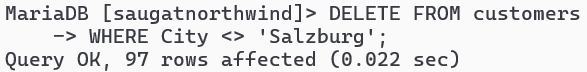 MariaDB [saugatnorthwind]> DELETE FROM customers
-> WHERE City <> 'Salzburg';
Query OK, 97 rows affected (0.022 sec)